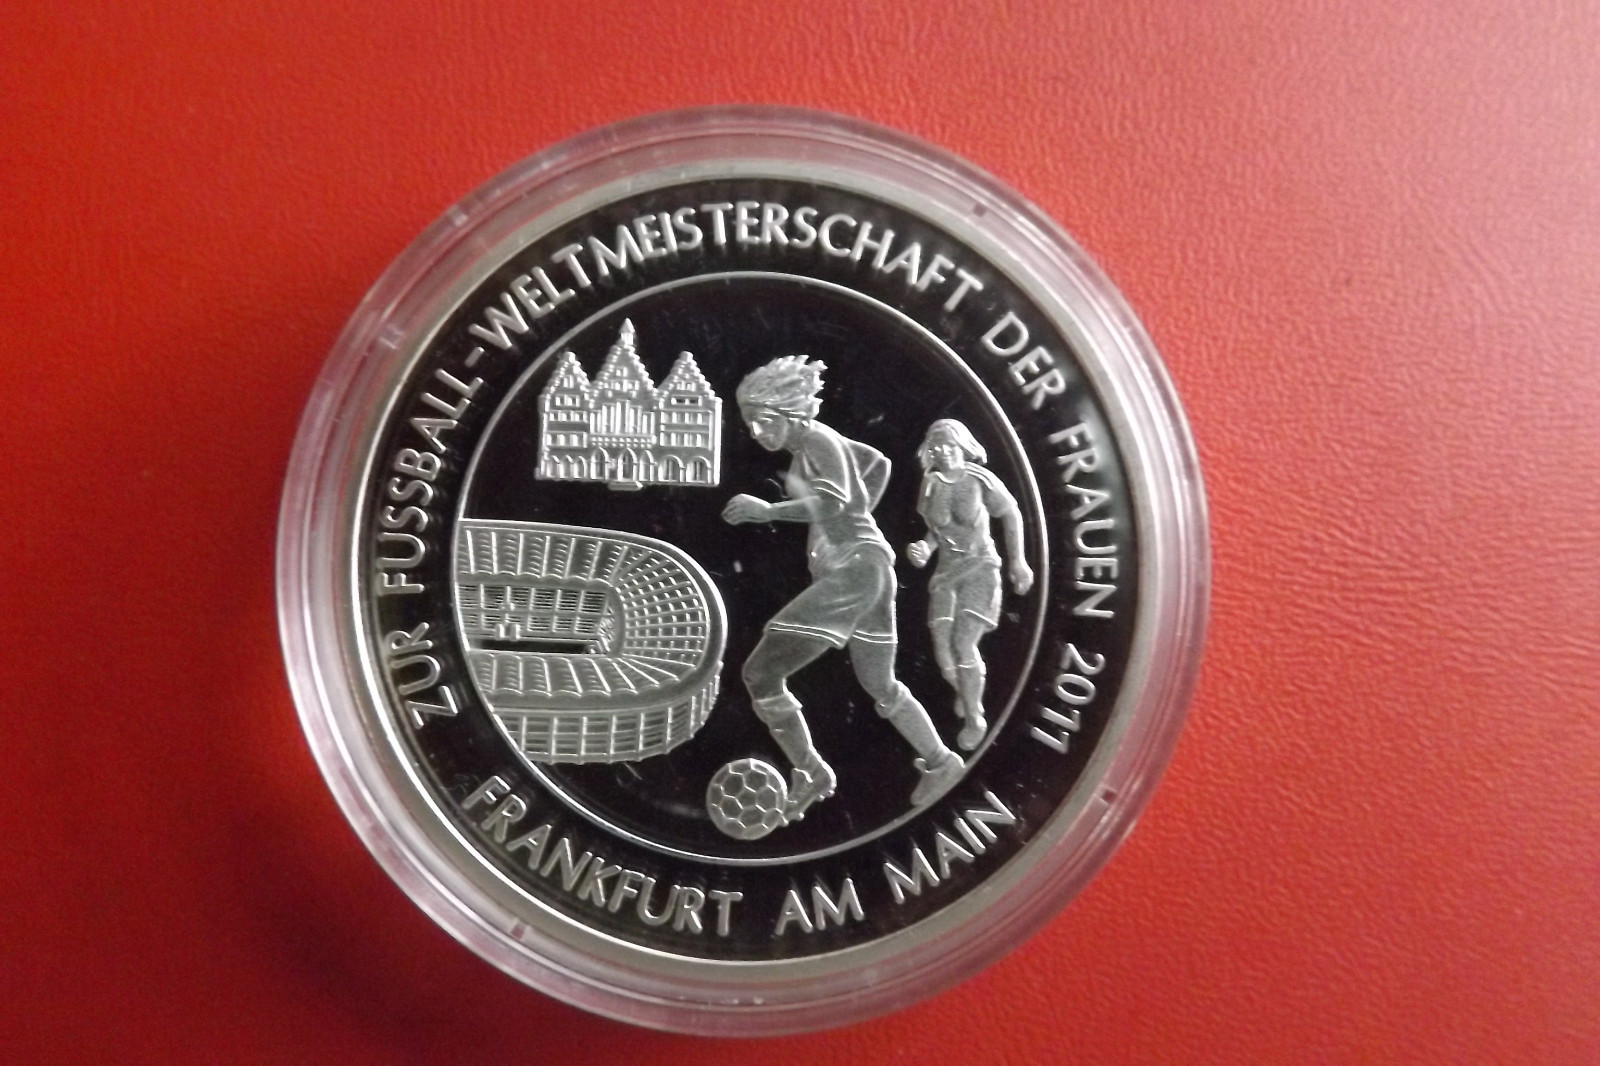 ZUR FUSSBALL-WELTMEISTERSCHAFT DER FRAUEN 2011
FRANKFURT AM MAIN